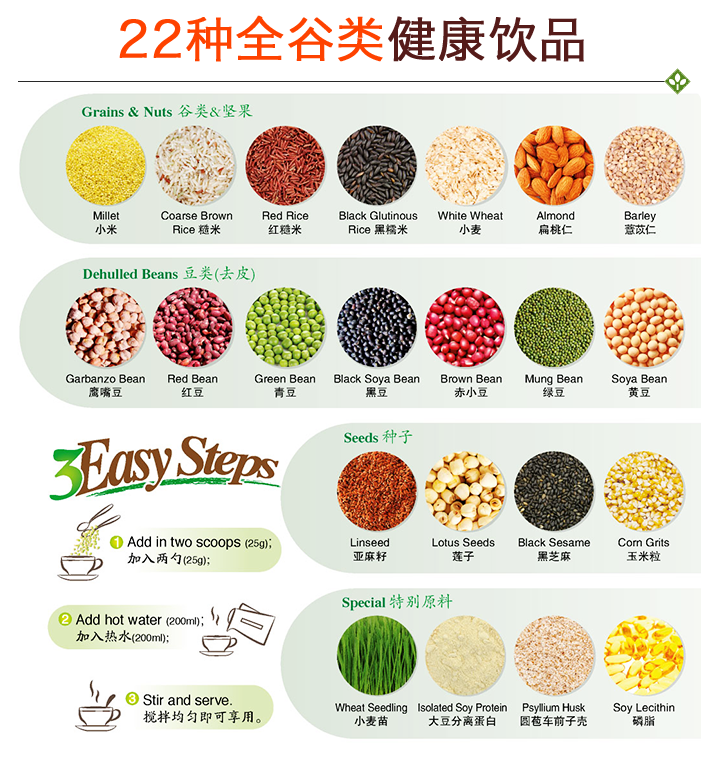 22种全谷类健康饮品
Grains & Nuts 谷类&坚果
Millet
小米
Coarse Brown
Rice 糙米
Red Rice
红糙米
Black Glutinous
Rice 黑糯米
White Wheat
小麦
Almond
扁桃仁
Barley
薏苡仁
Dehulled Beans 豆类(去皮)
Garbanzo Bean
鹰嘴豆
Red Bean
红豆
Green Bean
青豆
Black Soya Bean
黑豆
Brown Bean
赤小豆
Mung Bean
绿豆
Soya Bean
黄豆
3 Easy Steps
1 Add in two scoops (25g);
加入两勺(25g);
2 Add hot water (200ml);
加入热水(200ml);
3 Stir and serve.
搅拌均匀即可享用。
Seeds 种子
Linseed
亚麻籽
Lotus Seeds
莲子
Black Sesame
黑芝麻
Corn Grits
玉米粒
Special 特别原料
Wheat Seedling
小麦苗
Isolated Soy Protein
大豆分离蛋白
Psyllium Husk
圆苞车前子壳
Soy Lecithin
磷脂